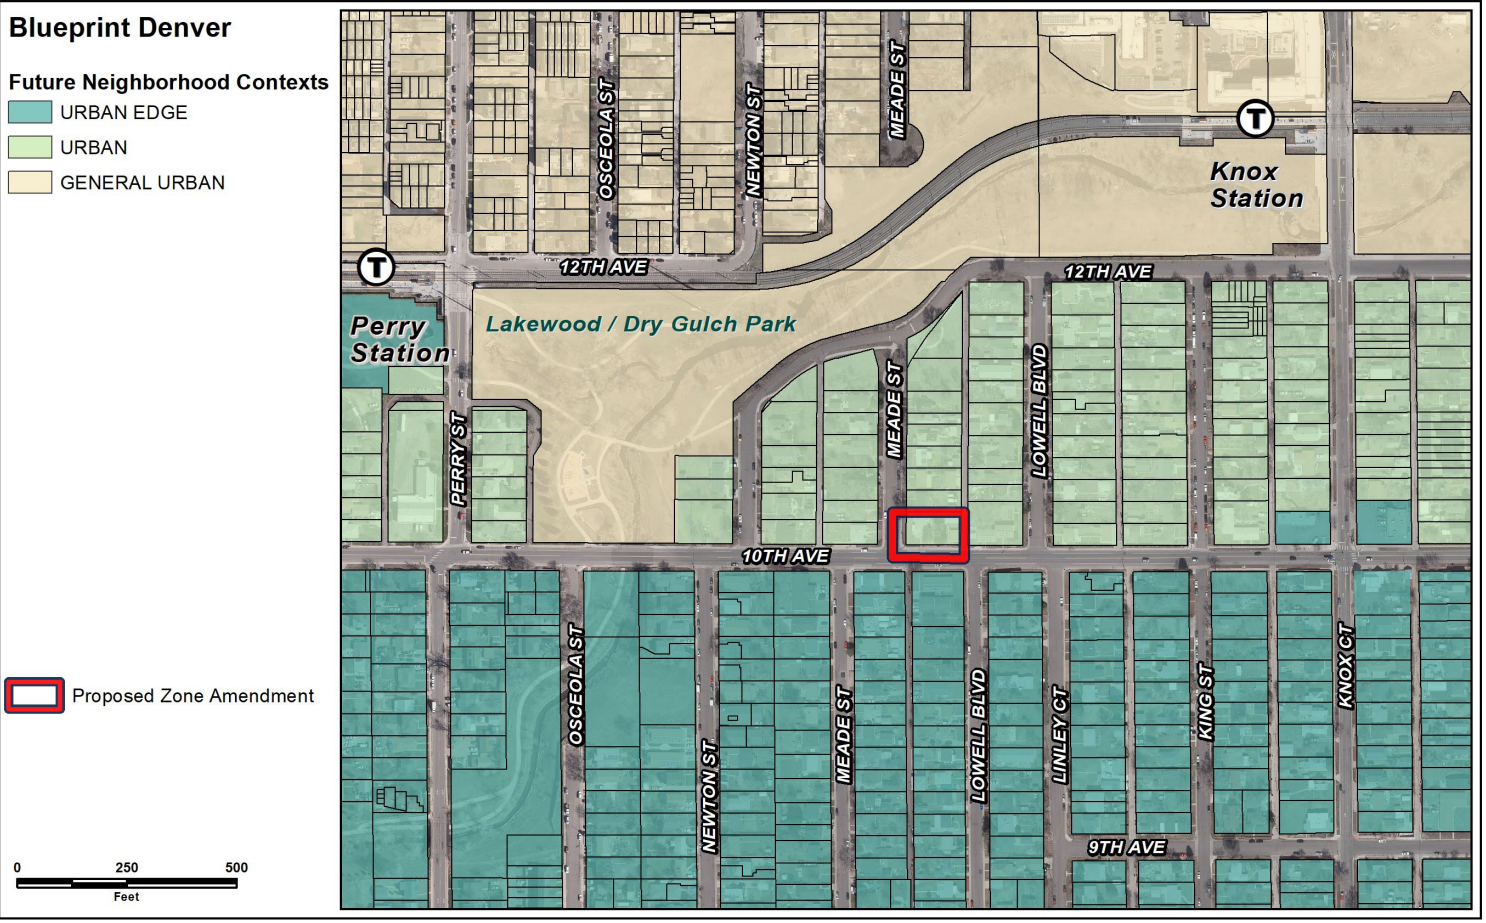 Blueprint Denver
Future Neighborhood Contexts
URBAN EDGE
URBAN
GENERAL URBAN
Proposed Zone Amendment
0 250 500
Feet
OSCEOLA ST
NEWTON ST
MEADE ST
T
Knox
Station
12TH AVE
12TH AVE
T
Perry
Station
Lakewood / Dry Gulch Park
PERRY ST
MEADE ST
LOWELL BLVD
10TH AVE
OSCEOLA ST
NEWTON ST
MEADE ST
LOWELL BLVD
LINLEY CT
KING ST
KNOX CT
9TH AVE